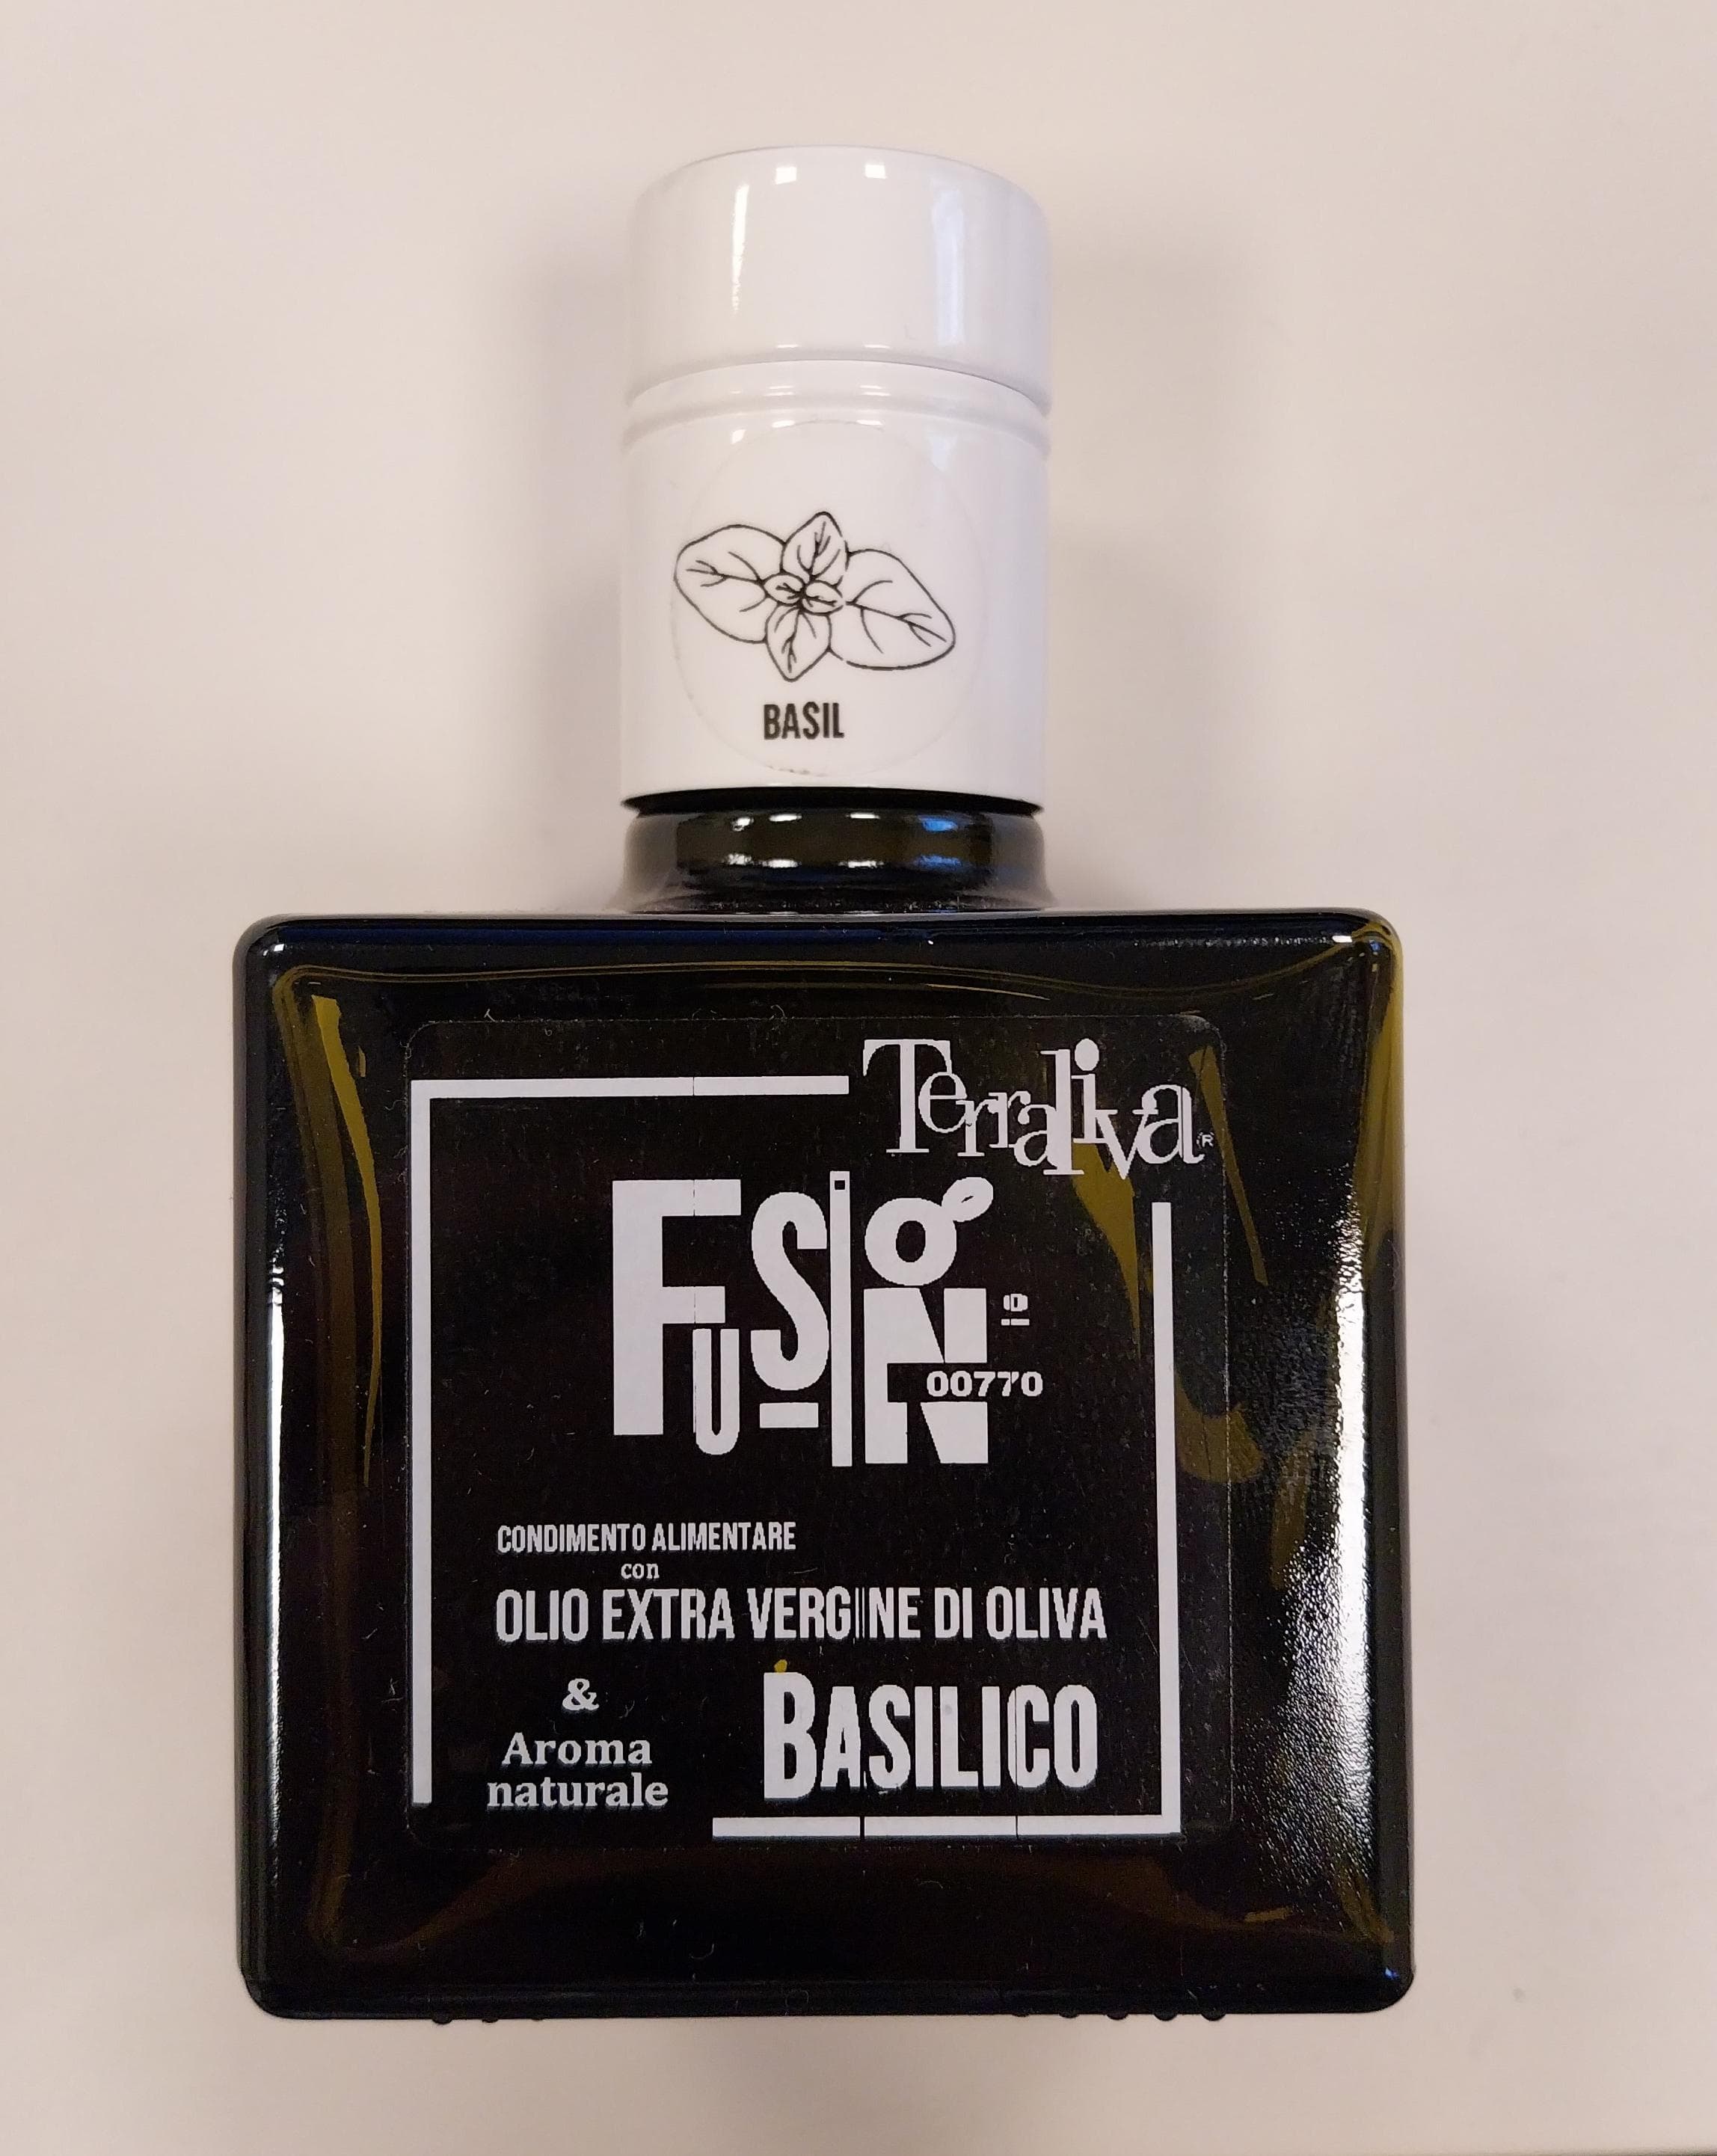 BASIL
Terraliva®
FUSION
º
00770
CONDIMENTO ALIMENTARE
con
OLIO EXTRA VERGINE DI OLIVA
&
Aroma
naturale
BASILICO